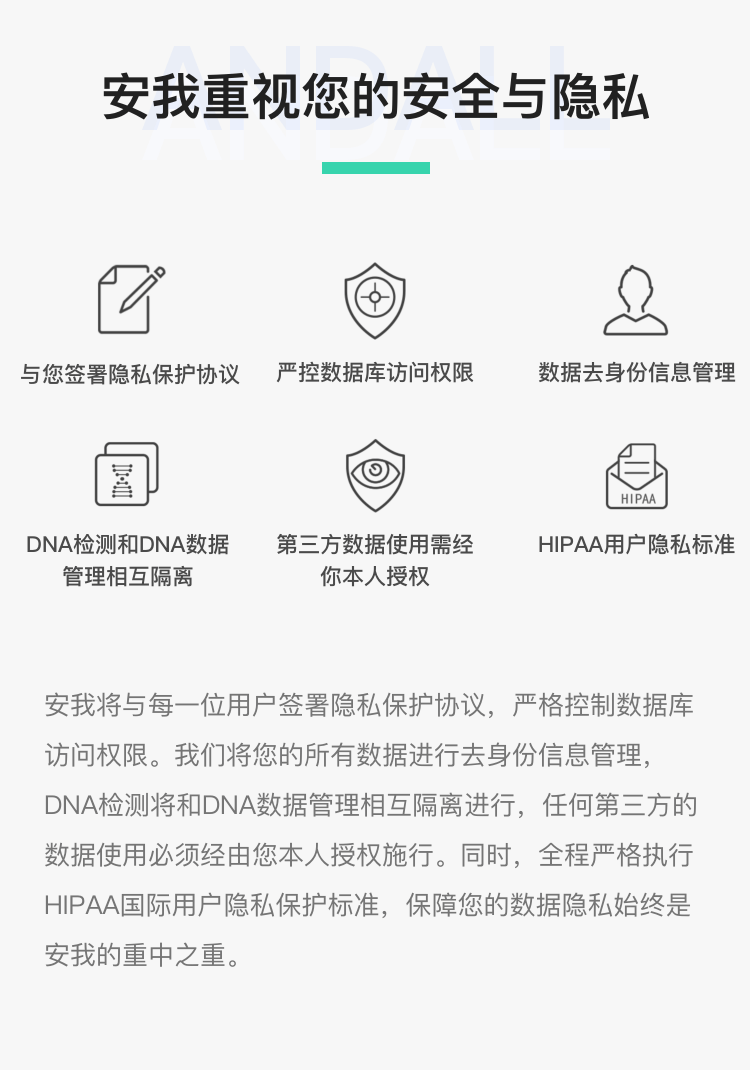 ANDALL
安我重视您的安全与隐私
与您签署隐私保护协议
严控数据库访问权限
数据去身份信息管理
DNA检测和DNA数据
管理相互隔离
第三方数据使用需经
你本人授权
HIPAA
HIPAA用户隐私标准
安我将与每一位用户签署隐私保护协议，严格控制数据库
访问权限。我们将您的所有数据进行去身份信息管理，
DNA检测将和DNA数据管理相互隔离进行，任何第三方的
数据使用必须经由您本人授权施行。同时，全程严格执行
HIPAA国际用户隐私保护标准，保障您的数据隐私始终是
安我的重中之重。